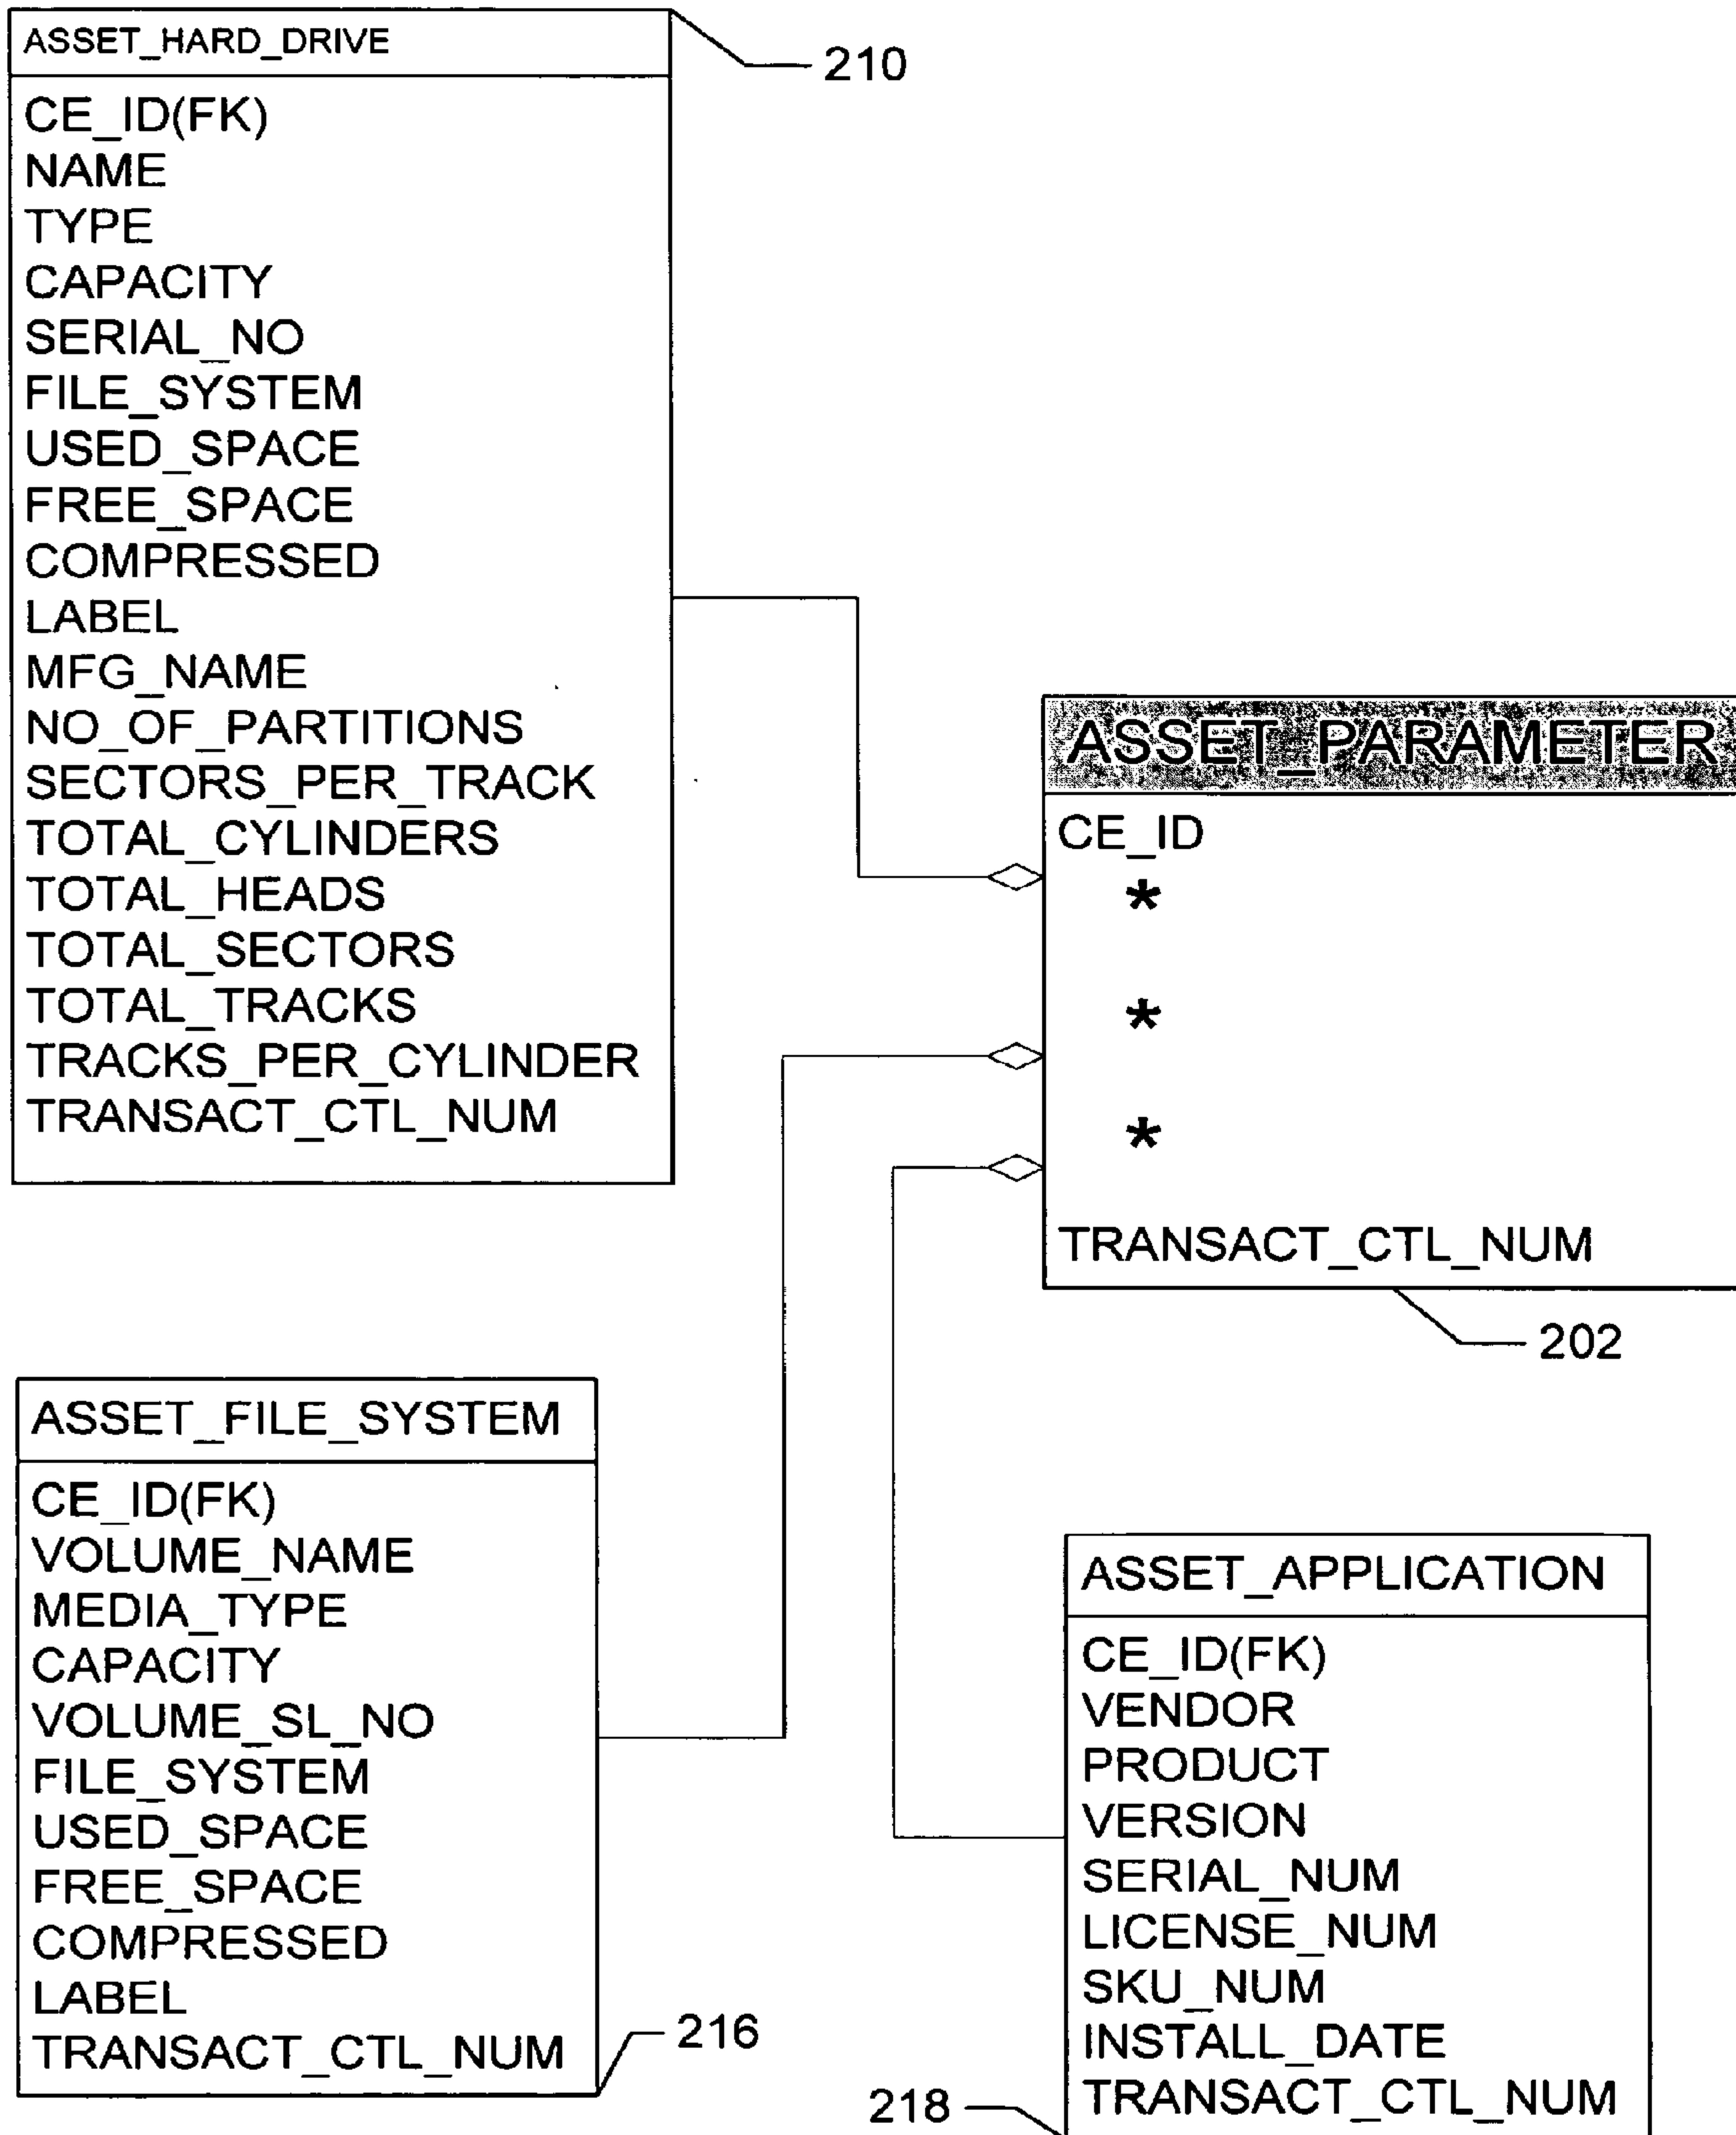 ASSET_HARD_DRIVE
210
CE_ID(FK)
NAME
TYPE
CAPACITY
SERIAL_NO
FILE_SYSTEM
USED_SPACE
FREE_SPACE
COMPRESSED
LABEL
MFG_NAME
NO_OF_PARTITIONS
SECTORS_PER_TRACK
TOTAL_CYLINDERS
TOTAL_HEADS
TOTAL_SECTORS
TOTAL_TRACKS
TRACKS_PER_CYLINDER
TRANSACT_CTL_NUM
ASSET_PARAMETER
CE_ID
*
*
*
TRANSACT_CTL_NUM
202
ASSET_FILE_SYSTEM
CE_ID(FK)
VOLUME_NAME
MEDIA_TYPE
CAPACITY
VOLUME_SL_NO
FILE_SYSTEM
USED_SPACE
FREE_SPACE
COMPRESSED
LABEL
TRANSACT_CTL_NUM
216
ASSET_APPLICATION
CE_ID(FK)
VENDOR
PRODUCT
VERSION
SERIAL_NUM
LICENSE_NUM
SKU_NUM
INSTALL_DATE
TRANSACT_CTL_NUM
218